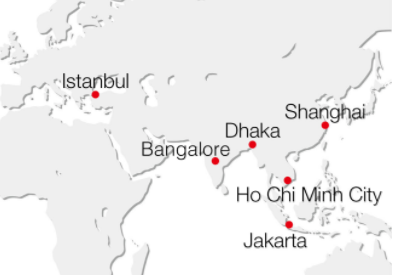 Istanbul
Shanghai
Dhaka
Bangalore
Ho Chi Minh City
Jakarta